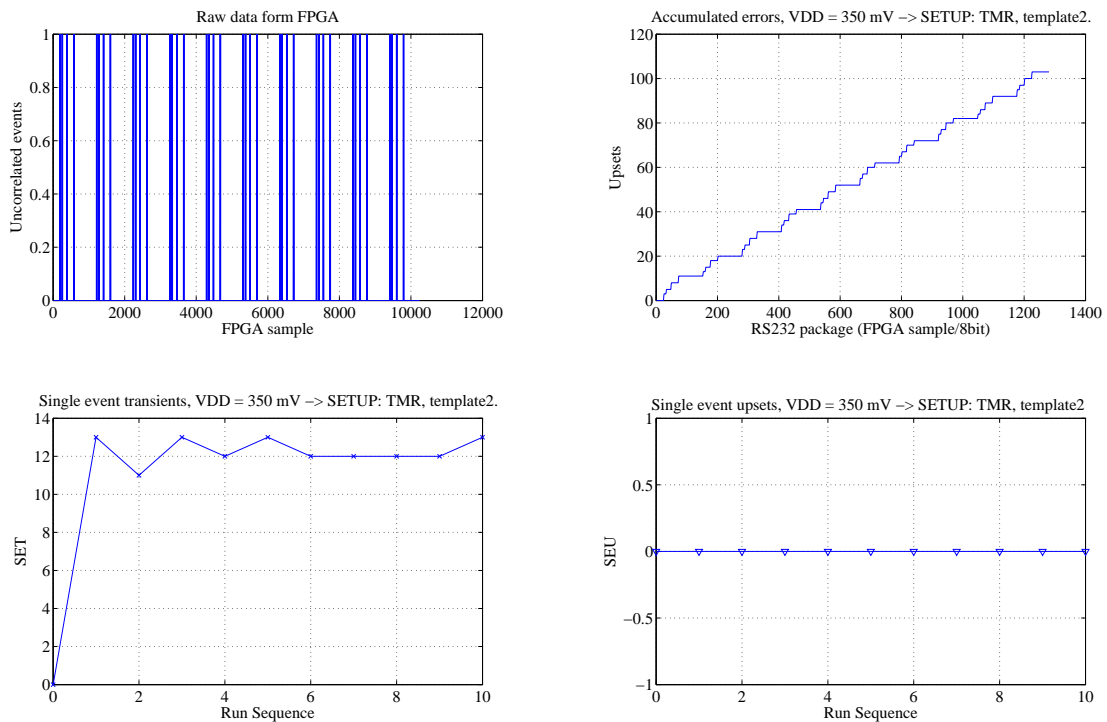 Raw data form FPGA
1
0.8
0.6
0.4
0.2
0
Uncorrelated events
0 2000 4000 6000 8000 10000 12000
FPGA sample
Accumulated errors, VDD = 350 mV −> SETUP: TMR, template2.
120
100
80
60
40
20
0
Upsets
0 200 400 600 800 1000 1200 1400
RS232 package (FPGA sample/8bit)
Single event transients, VDD = 350 mV −> SETUP: TMR, template2.
14
12
10
8
6
4
2
0
SET
0 2 4 6 8 10
Run Sequence
Single event upsets, VDD = 350 mV −> SETUP: TMR, template2
1
0.5
0
−0.5
−1
SEU
0 2 4 6 8 10
Run Sequence